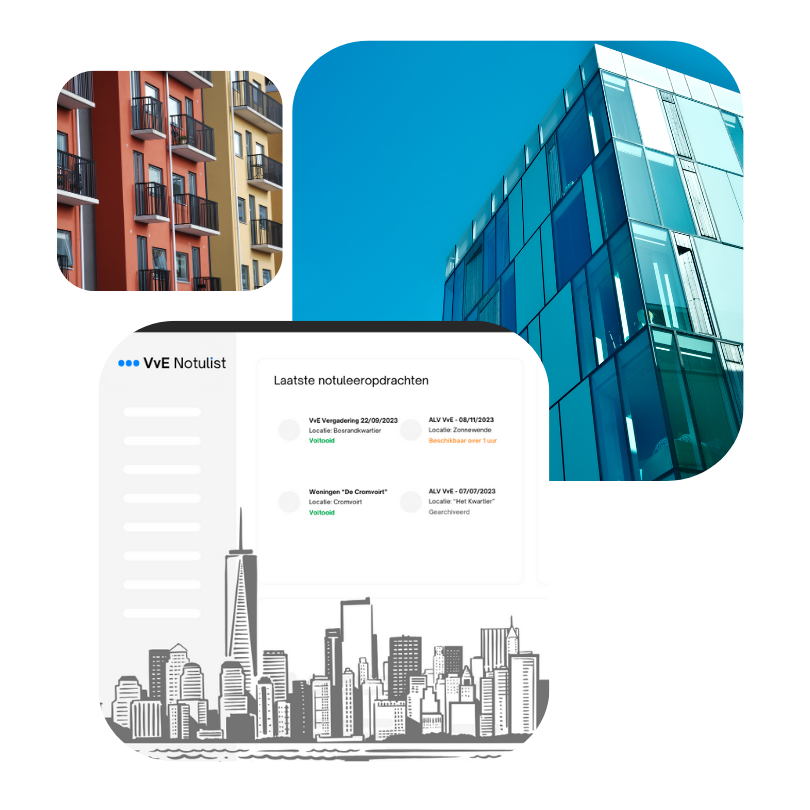 VvE Notulist
Laatste notuleeropdrachten
VvE Vergadering 22/09/2023
Locatie: Bosrandkwartier
Voltooid
ALV VvE - 08/11/2023
Locatie: Zonnewende
Beschikbaar over 1 uur
Woningen "De Cromvoirt"
Locatie: Cromvoirt
Voltooid
ALV VvE - 07/07/2023
Locatie: "Het Kwartier"
Gearchiveerd